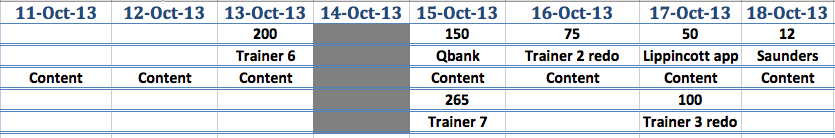 11-Oct-13 12-Oct-13 13-Oct-13 14-Oct-13 15-Oct-13 16-Oct-13 17-Oct-13 18-Oct-13
200 150 75 50 12
Trainer 6 Qbank Trainer 2 redo Lippincott app Saunders
Content Content Content Content Content Content Content
265 100
Trainer 7 Trainer 3 redo